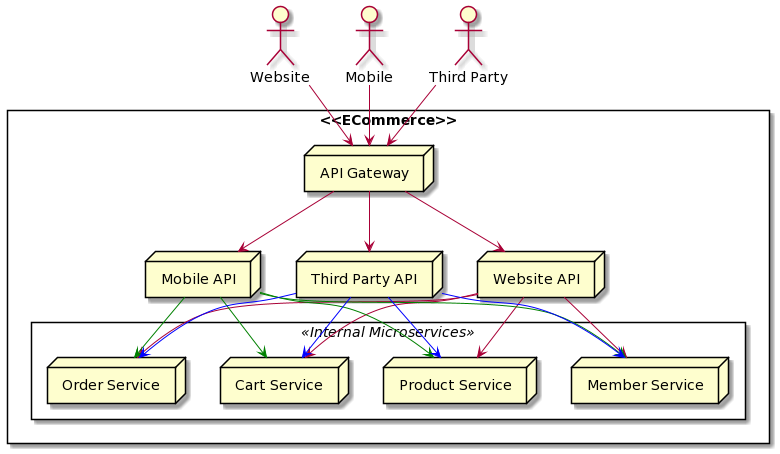 Website
Mobile
Third Party
<<ECommerce>>
API Gateway
Mobile API
Third Party API
Website API
«Internal Microservices»
Order Service
Cart Service
Product Service
Member Service